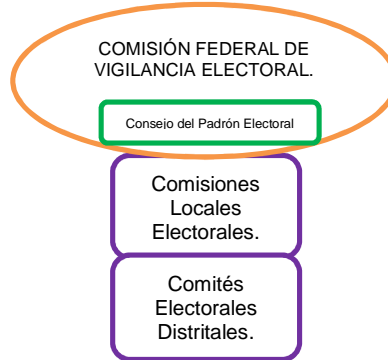 COMISIÓN FEDERAL DE
VIGILANCIA ELECTORAL.
Consejo del Padrón Electoral
Comisiones
Locales
Electorales.
Comités
Electorales
Distritales.